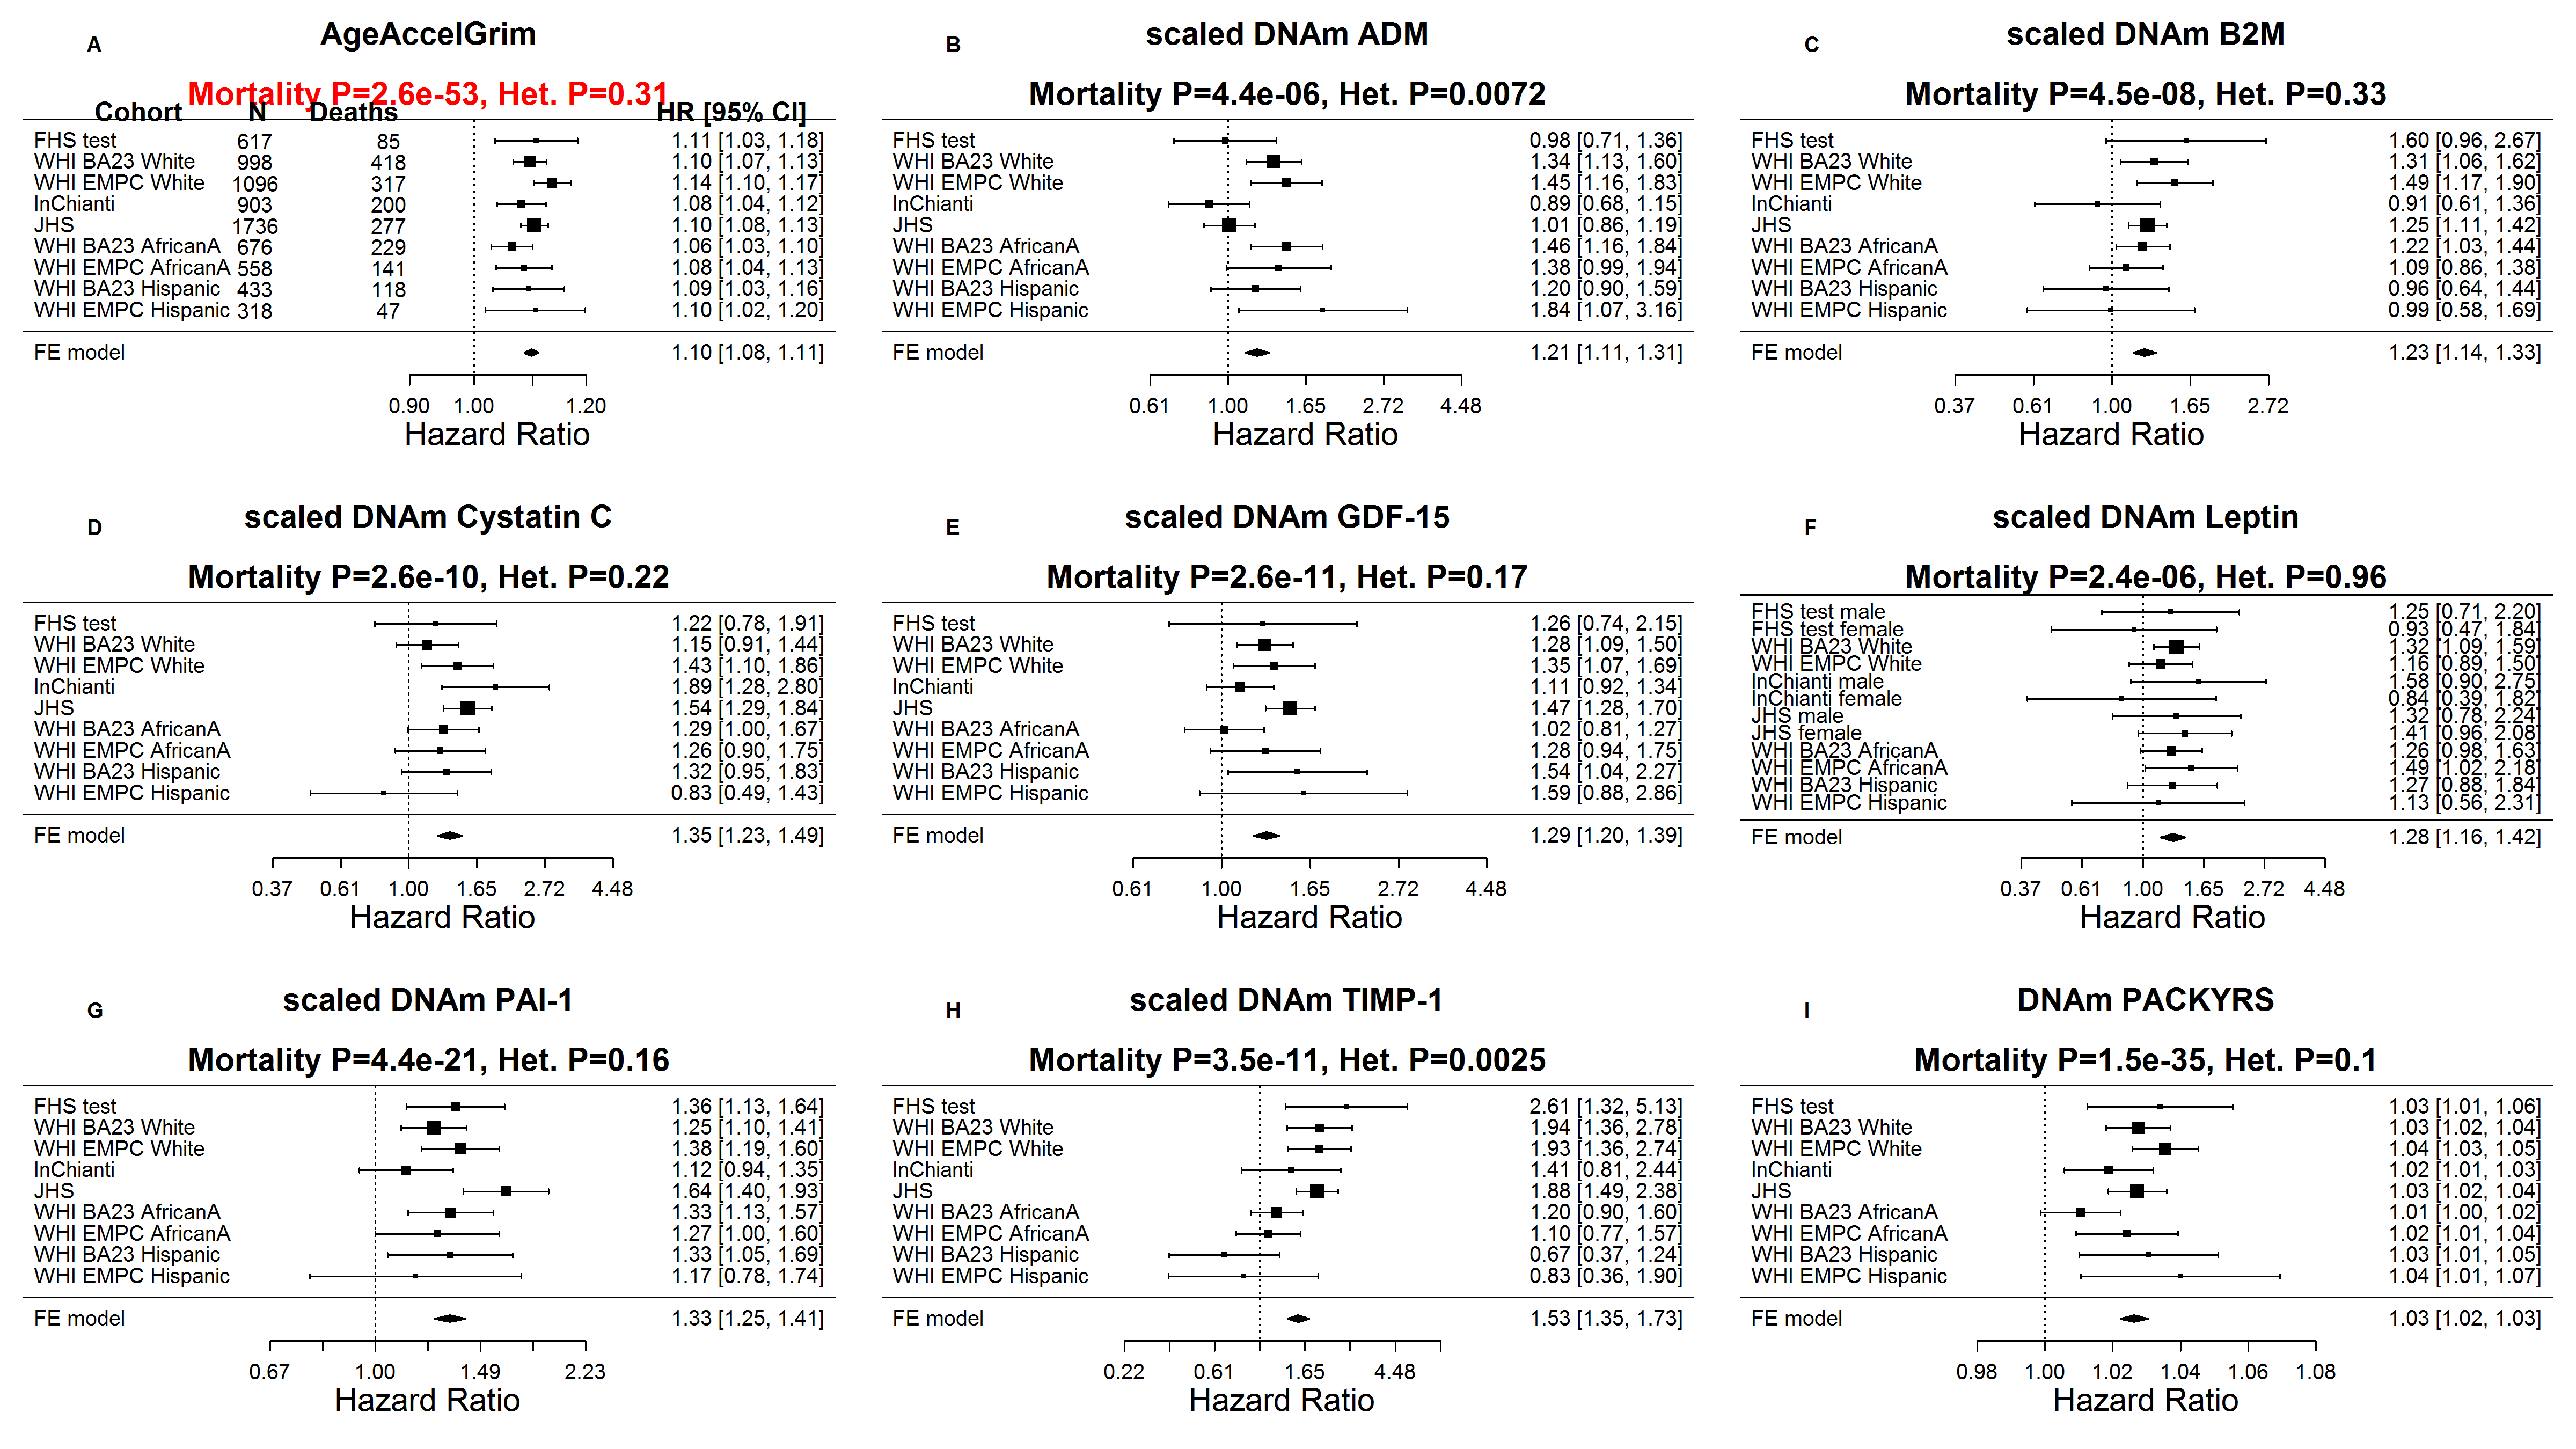 A
AgeAccelGrim
Mortality P=2.6e-53, Het. P=0.31
Cohort N Deaths HR [95% CI]
FHS test 617 85 1.11 [1.03, 1.18]
WHI BA23 White 998 418 1.10 [1.07, 1.13]
WHI EMPC White 1096 317 1.14 [1.10, 1.17]
InChianti 903 200 1.08 [1.04, 1.12]
JHS 1736 277 1.10 [1.08, 1.13]
WHI BA23 AfricanA 676 229 1.06 [1.03, 1.10]
WHI EMPC AfricanA 558 141 1.08 [1.04, 1.13]
WHI BA23 Hispanic 433 118 1.09 [1.03, 1.16]
WHI EMPC Hispanic 318 47 1.10 [1.02, 1.20]
FE model 1.10 [1.08, 1.11]
0.90 1.00 1.20
Hazard Ratio
B
scaled DNAm ADM
Mortality P=4.4e-06, Het. P=0.0072
FHS test 0.98 [0.71, 1.36]
WHI BA23 White 1.34 [1.13, 1.60]
WHI EMPC White 1.45 [1.16, 1.83]
InChianti 0.89 [0.68, 1.15]
JHS 1.01 [0.86, 1.19]
WHI BA23 AfricanA 1.46 [1.16, 1.84]
WHI EMPC AfricanA 1.38 [0.99, 1.94]
WHI BA23 Hispanic 1.20 [0.90, 1.59]
WHI EMPC Hispanic 1.84 [1.07, 3.16]
FE model 1.21 [1.11, 1.31]
0.61 1.00 1.65 2.72 4.48
Hazard Ratio
C
scaled DNAm B2M
Mortality P=4.5e-08, Het. P=0.33
FHS test 1.60 [0.96, 2.67]
WHI BA23 White 1.31 [1.06, 1.62]
WHI EMPC White 1.49 [1.17, 1.90]
InChianti 0.91 [0.61, 1.36]
JHS 1.25 [1.11, 1.42]
WHI BA23 AfricanA 1.22 [1.03, 1.44]
WHI EMPC AfricanA 1.09 [0.86, 1.38]
WHI BA23 Hispanic 0.96 [0.64, 1.44]
WHI EMPC Hispanic 0.99 [0.58, 1.69]
FE model 1.23 [1.14, 1.33]
0.37 0.61 1.00 1.65 2.72
Hazard Ratio
D
scaled DNAm Cystatin C
Mortality P=2.6e-10, Het. P=0.22
FHS test 1.22 [0.78, 1.91]
WHI BA23 White 1.15 [0.91, 1.44]
WHI EMPC White 1.43 [1.10, 1.86]
InChianti 1.89 [1.28, 2.80]
JHS 1.54 [1.29, 1.84]
WHI BA23 AfricanA 1.29 [1.00, 1.67]
WHI EMPC AfricanA 1.26 [0.90, 1.75]
WHI BA23 Hispanic 1.32 [0.95, 1.83]
WHI EMPC Hispanic 0.83 [0.49, 1.43]
FE model 1.35 [1.23, 1.49]
0.37 0.61 1.00 1.65 2.72 4.48
Hazard Ratio
E
scaled DNAm GDF-15
Mortality P=2.6e-11, Het. P=0.17
FHS test 1.26 [0.74, 2.15]
WHI BA23 White 1.28 [1.09, 1.50]
WHI EMPC White 1.35 [1.07, 1.69]
InChianti 1.11 [0.92, 1.34]
JHS 1.47 [1.28, 1.70]
WHI BA23 AfricanA 1.02 [0.81, 1.27]
WHI EMPC AfricanA 1.28 [0.94, 1.75]
WHI BA23 Hispanic 1.54 [1.04, 2.27]
WHI EMPC Hispanic 1.59 [0.88, 2.86]
FE model 1.29 [1.20, 1.39]
0.61 1.00 1.65 2.72 4.48
Hazard Ratio
F
scaled DNAm Leptin
Mortality P=2.4e-06, Het. P=0.96
FHS test male 1.25 [0.71, 2.20]
FHS test female 0.93 [0.47, 1.84]
WHI BA23 White 1.32 [1.09, 1.59]
WHI EMPC White 1.16 [0.89, 1.50]
InChianti male 1.58 [0.90, 2.75]
InChianti female 0.84 [0.39, 1.82]
JHS male 1.32 [0.78, 2.24]
JHS female 1.41 [0.96, 2.08]
WHI BA23 AfricanA 1.26 [0.98, 1.63]
WHI EMPC AfricanA 1.49 [1.02, 2.18]
WHI BA23 Hispanic 1.27 [0.88, 1.84]
WHI EMPC Hispanic 1.13 [0.56, 2.31]
FE model 1.28 [1.16, 1.42]
0.37 0.61 1.00 1.65 2.72 4.48
Hazard Ratio
G
scaled DNAm PAI-1
Mortality P=4.4e-21, Het. P=0.16
FHS test 1.36 [1.13, 1.64]
WHI BA23 White 1.25 [1.10, 1.41]
WHI EMPC White 1.38 [1.19, 1.60]
InChianti 1.12 [0.94, 1.35]
JHS 1.64 [1.40, 1.93]
WHI BA23 AfricanA 1.33 [1.13, 1.57]
WHI EMPC AfricanA 1.27 [1.00, 1.60]
WHI BA23 Hispanic 1.33 [1.05, 1.69]
WHI EMPC Hispanic 1.17 [0.78, 1.74]
FE model 1.33 [1.25, 1.41]
0.67 1.00 1.49 2.23
Hazard Ratio
H
scaled DNAm TIMP-1
Mortality P=3.5e-11, Het. P=0.0025
FHS test 2.61 [1.32, 5.13]
WHI BA23 White 1.94 [1.36, 2.78]
WHI EMPC White 1.93 [1.36, 2.74]
InChianti 1.41 [0.81, 2.44]
JHS 1.88 [1.49, 2.38]
WHI BA23 AfricanA 1.20 [0.90, 1.60]
WHI EMPC AfricanA 1.10 [0.77, 1.57]
WHI BA23 Hispanic 0.67 [0.37, 1.24]
WHI EMPC Hispanic 0.83 [0.36, 1.90]
FE model 1.53 [1.35, 1.73]
0.22 0.61 1.65 4.48
Hazard Ratio
I
DNAm PACKYRS
Mortality P=1.5e-35, Het. P=0.1
FHS test 1.03 [1.01, 1.06]
WHI BA23 White 1.03 [1.02, 1.04]
WHI EMPC White 1.04 [1.03, 1.05]
InChianti 1.02 [1.01, 1.03]
JHS 1.03 [1.02, 1.04]
WHI BA23 AfricanA 1.01 [1.00, 1.02]
WHI EMPC AfricanA 1.02 [1.01, 1.04]
WHI BA23 Hispanic 1.03 [1.01, 1.05]
WHI EMPC Hispanic 1.04 [1.01, 1.07]
FE model 1.03 [1.02, 1.03]
0.98 1.00 1.02 1.04 1.06 1.08
Hazard Ratio